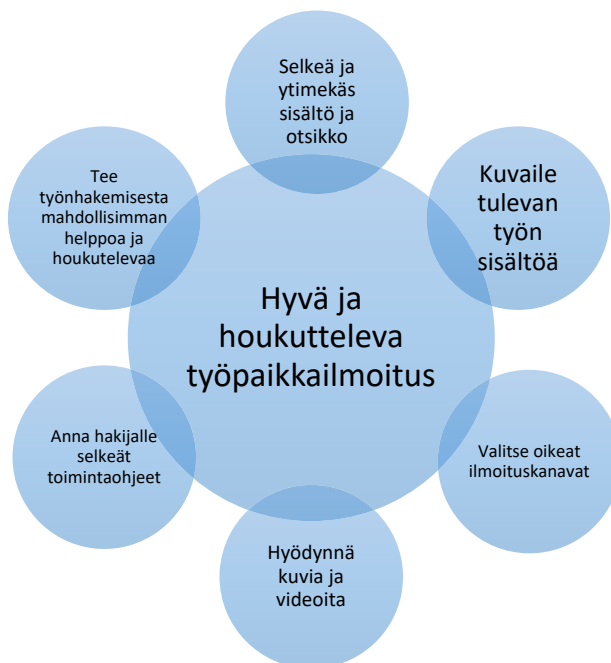 Selkeä ja
ytimekäs
sisältö ja
otsikko
Kuvaile
tulevan
työn
sisältöä
Valitse oikeat
ilmoituskanavat
Hyödynnä
kuvia ja
videoita
Anna hakijalle
selkeät
toimintaohjeet
Tee
työnhakemisesta
mahdollisimman
helppoa ja
houkutelevaa
Hyvä ja
houkutteleva
työpaikkailmoitus